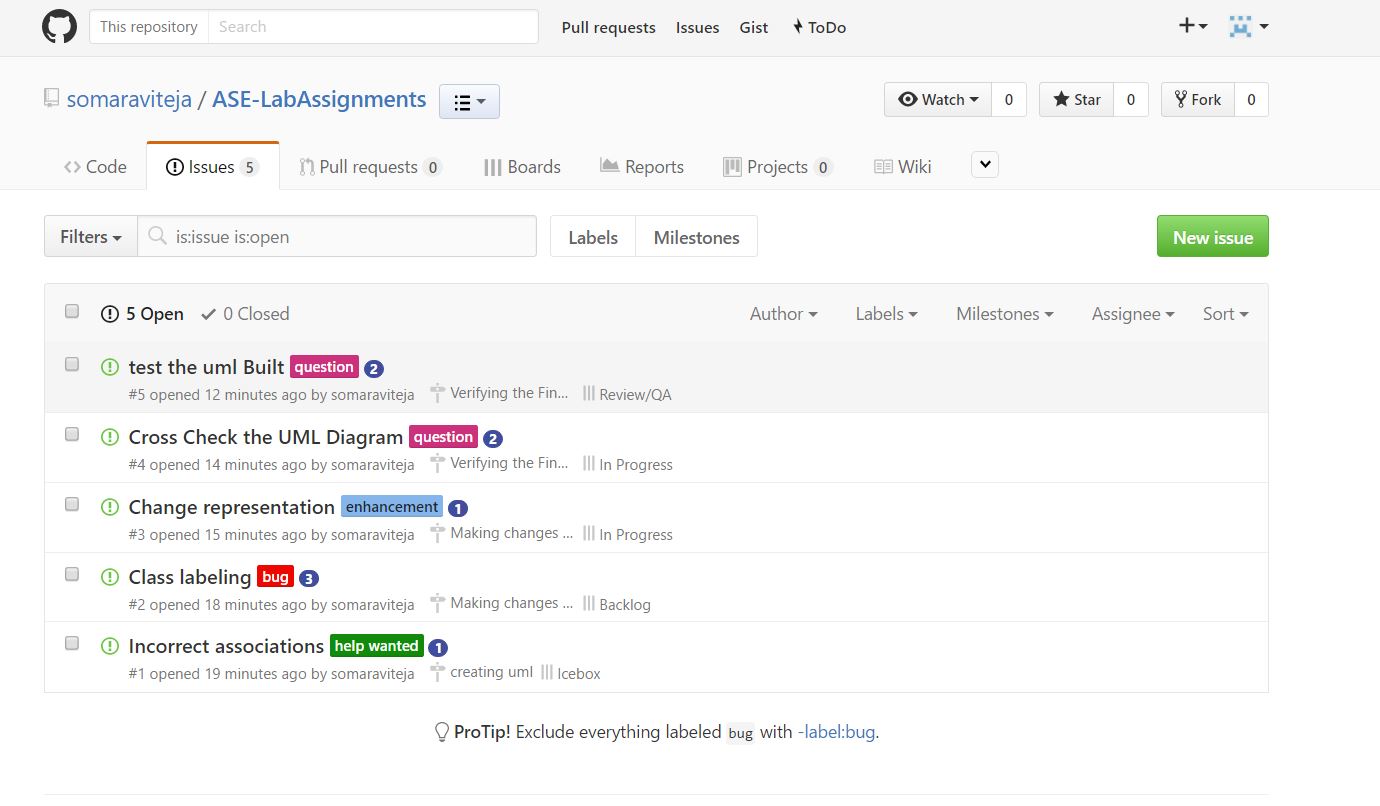 This repository Search Pull requests Issues Gist ToDo
somaraviteja / ASE-LabAssignments Watch 0 Star 0 Fork 0
Code Issues 5 Pull requests 0 Boards Reports Projects 0 Wiki
Filters is:issue is:open Labels Milestones New issue
5 Open 0 Closed Author Labels Milestones Assignee Sort
test the uml Built question 2
#5 opened 12 minutes ago by somaraviteja Verifying the Fin... Review/QA
Cross Check the UML Diagram question 2
#4 opened 14 minutes ago by somaraviteja Verifying the Fin... In Progress
Change representation enhancement 1
#3 opened 15 minutes ago by somaraviteja Making changes ... In Progress
Class labeling bug 3
#2 opened 18 minutes ago by somaraviteja Making changes ... Backlog
Incorrect associations help wanted 1
#1 opened 19 minutes ago by somaraviteja creating uml Icebox
ProTip! Exclude everything labeled bug with -label:bug.